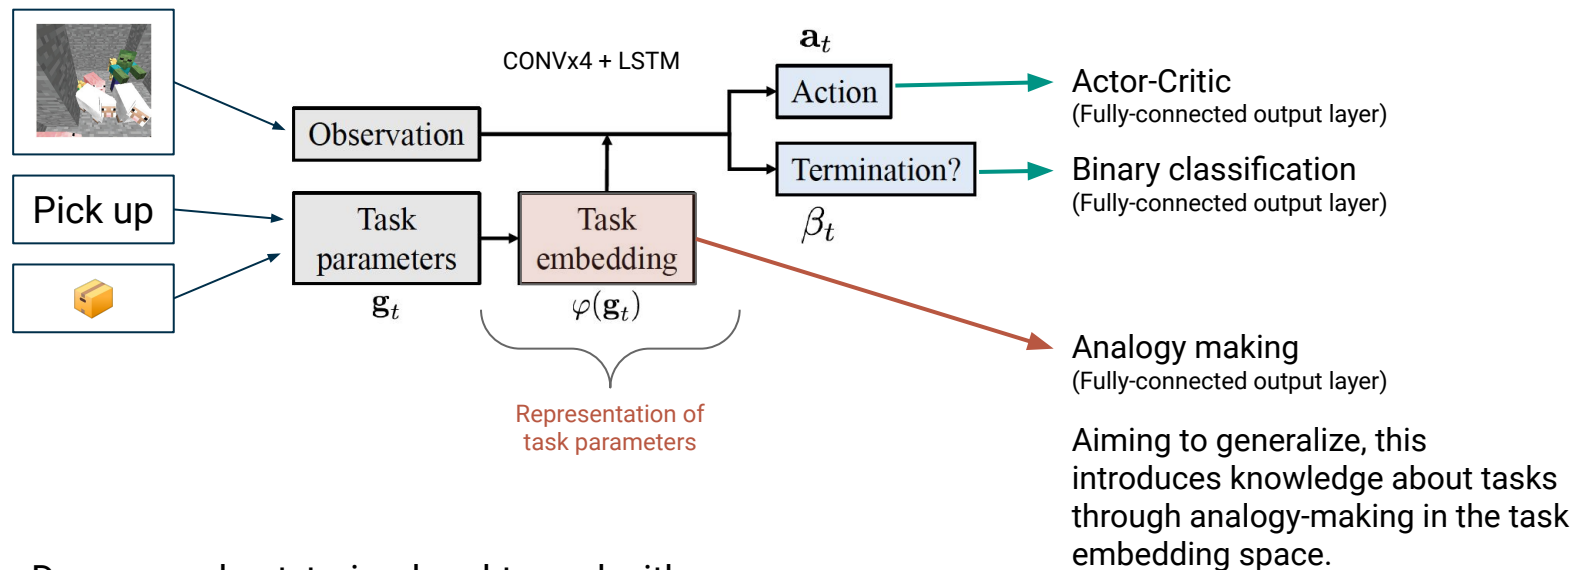 CONVx4 + LSTM
a_t
Action
Actor-Critic
(Fully-connected output layer)
Observation
Termination?
Binary classification
(Fully-connected output layer)
β_t
Pick up
Task
parameters
g_t
Task
embedding
φ(g_t)
Analogy making
(Fully-connected output layer)
Representation of
task parameters
Aiming to generalize, this
introduces knowledge about tasks
through analogy-making in the task
embedding space.